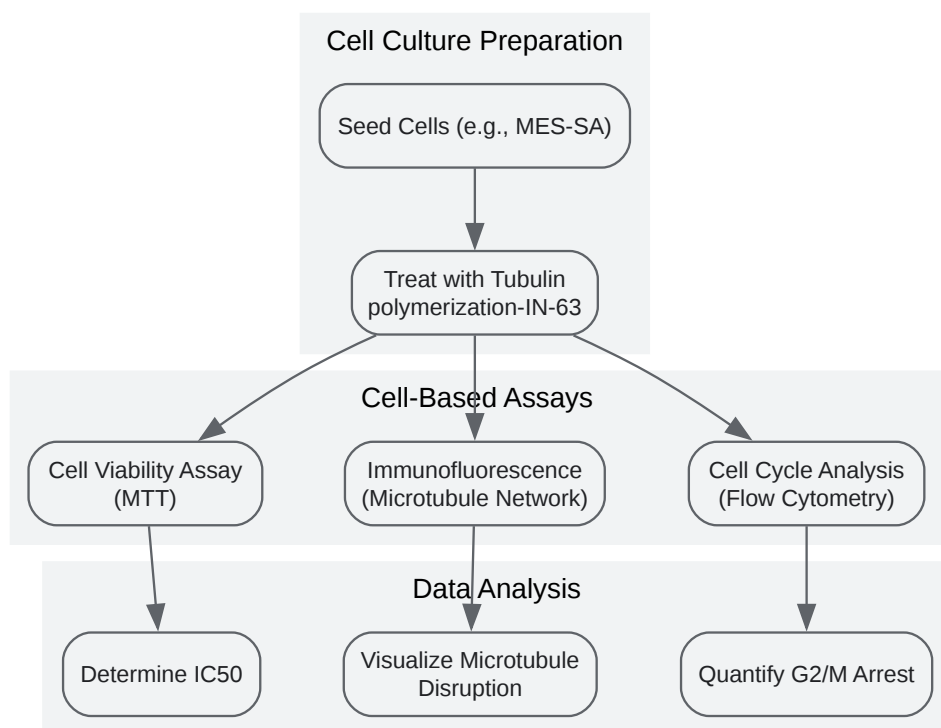 Cell Culture Preparation
Seed Cells (e.g., MES-SA)
Treat with Tubulin
polymerization-IN-63
Cell-Based Assays
Cell Viability Assay
(MTT)
Immunofluorescence
(Microtubule Network)
Cell Cycle Analysis
(Flow Cytometry)
Data Analysis
Determine IC50
Visualize Microtubule
Disruption
Quantify G2/M Arrest